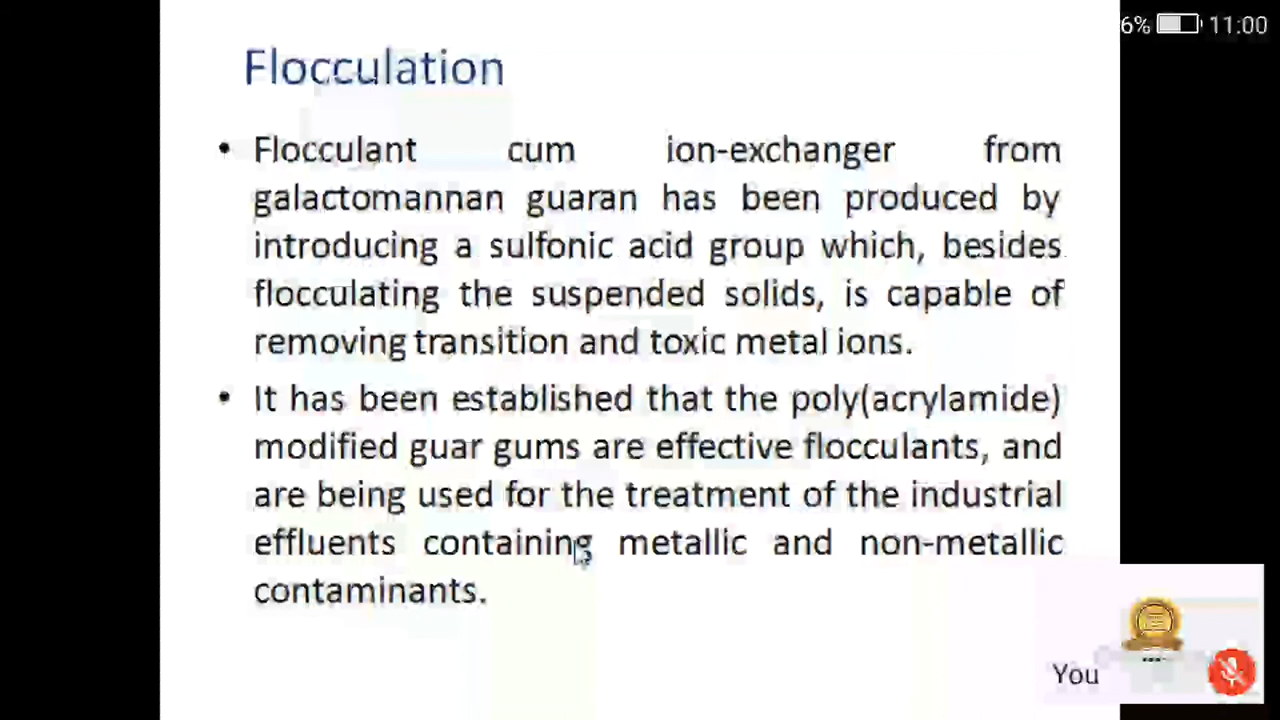 6% 11:00
Flocculation
• Flocculant cum ion-exchanger from
galactomannan guaran has been produced by
introducing a sulfonic acid group which, besides
flocculating the suspended solids, is capable of
removing transition and toxic metal ions.
• It has been established that the poly(acrylamide)
modified guar gums are effective flocculants, and
are being used for the treatment of the industrial
effluents containing metallic and non-metallic
contaminants.
You